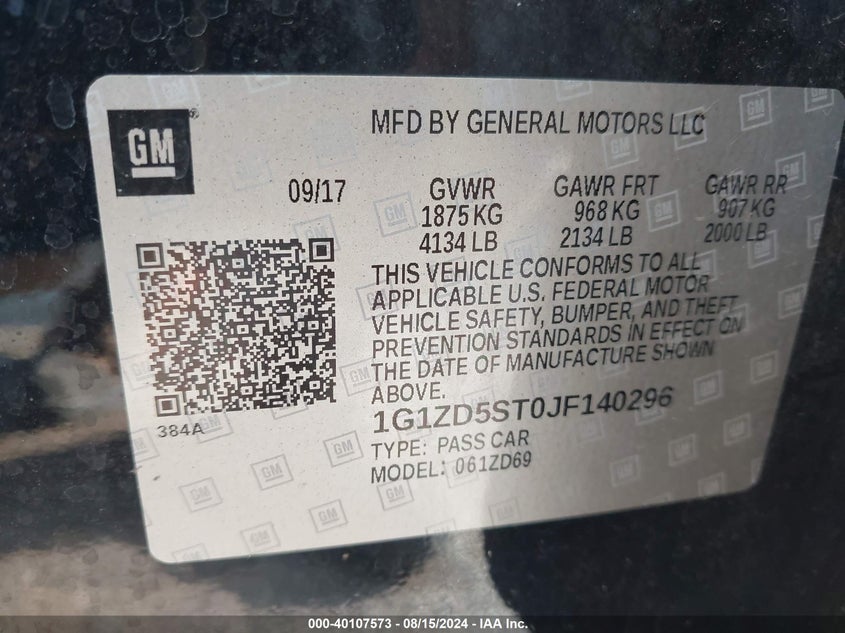 GM
MFD BY GENERAL MOTORS LLC
09/17
GVWR GAWR FRT GAWR RR
1875 KG 968 KG 907 KG
4134 LB 2134 LB 2000 LB
THIS VEHICLE CONFORMS TO ALL
APPLICABLE U.S. FEDERAL MOTOR
VEHICLE SAFETY, BUMPER, AND THEFT
PREVENTION STANDARDS IN EFFECT ON
THE DATE OF MANUFACTURE SHOWN
ABOVE.
384A
1G1ZD5ST0JF140296
TYPE: PASS CAR
MODEL: 061ZD69
000-40107573 - 08/15/2024 - IAA Inc.